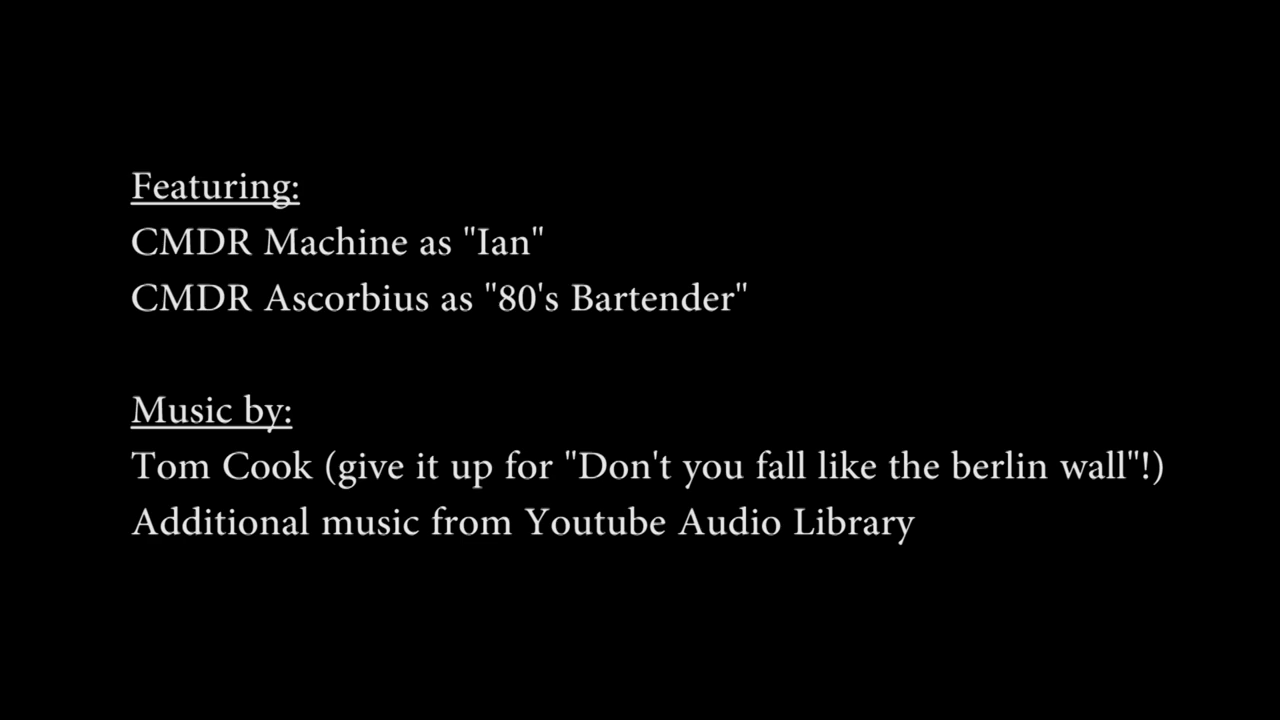 Featuring:
CMDR Machine as "Ian"
CMDR Ascorbius as "80's Bartender"
Music by:
Tom Cook (give it up for "Don't you fall like the berlin wall"!)
Additional music from Youtube Audio Library